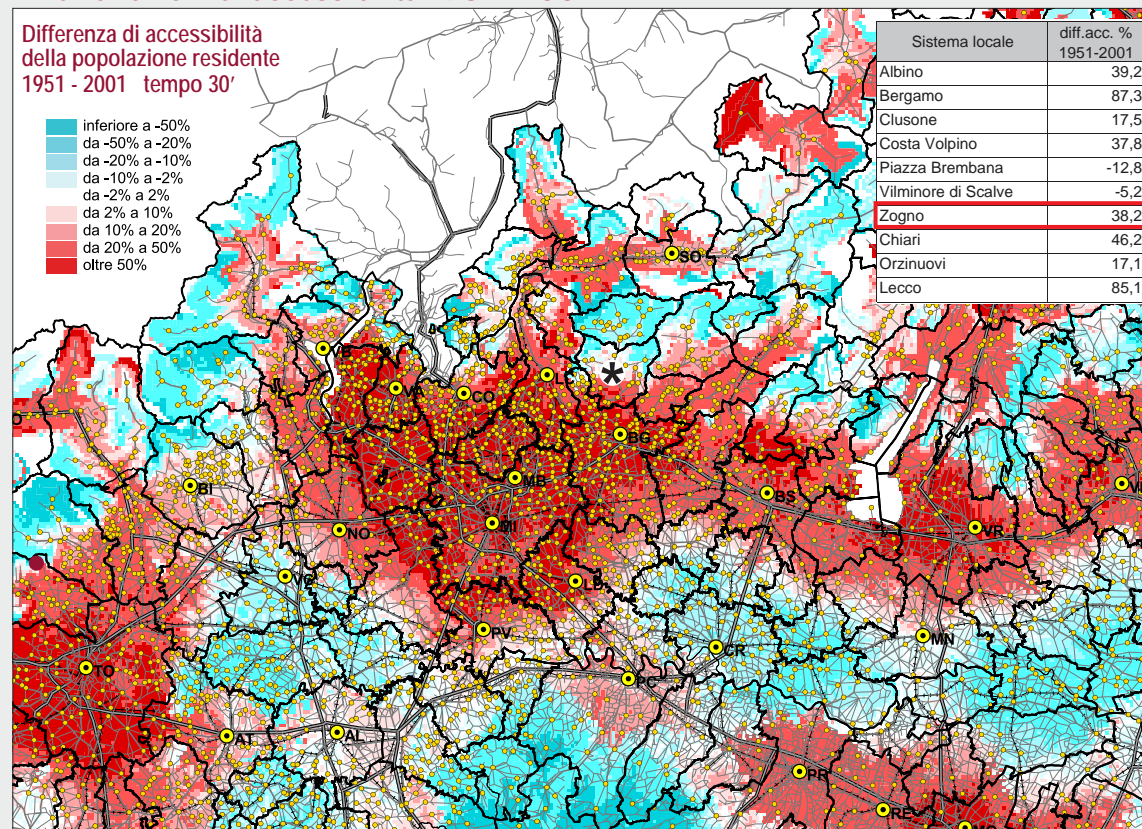 Differenza di accessibilità
della popolazione residente
1951 - 2001 tempo 30'
inferiore a -50%
da -50% a -20%
da -20% a -10%
da -10% a -2%
da -2% a 2%
da 2% a 10%
da 10% a 20%
da 20% a 50%
oltre 50%
Sistema locale diff.acc. % 1951-2001
Albino 39,2
Bergamo 87,3
Clusone 17,5
Costa Volpino 37,8
Piazza Brembana -12,8
Vilminore di Scalve -5,2
Zogno 38,2
Chiari 46,2
Orzinuovi 17,1
Lecco 85,1
SO
VB
LC
*
CO
BG
BI
MB
BS
MI
NO
VR
VC
PV
MN
CR
TO
PC
AT
AL
PR
RE